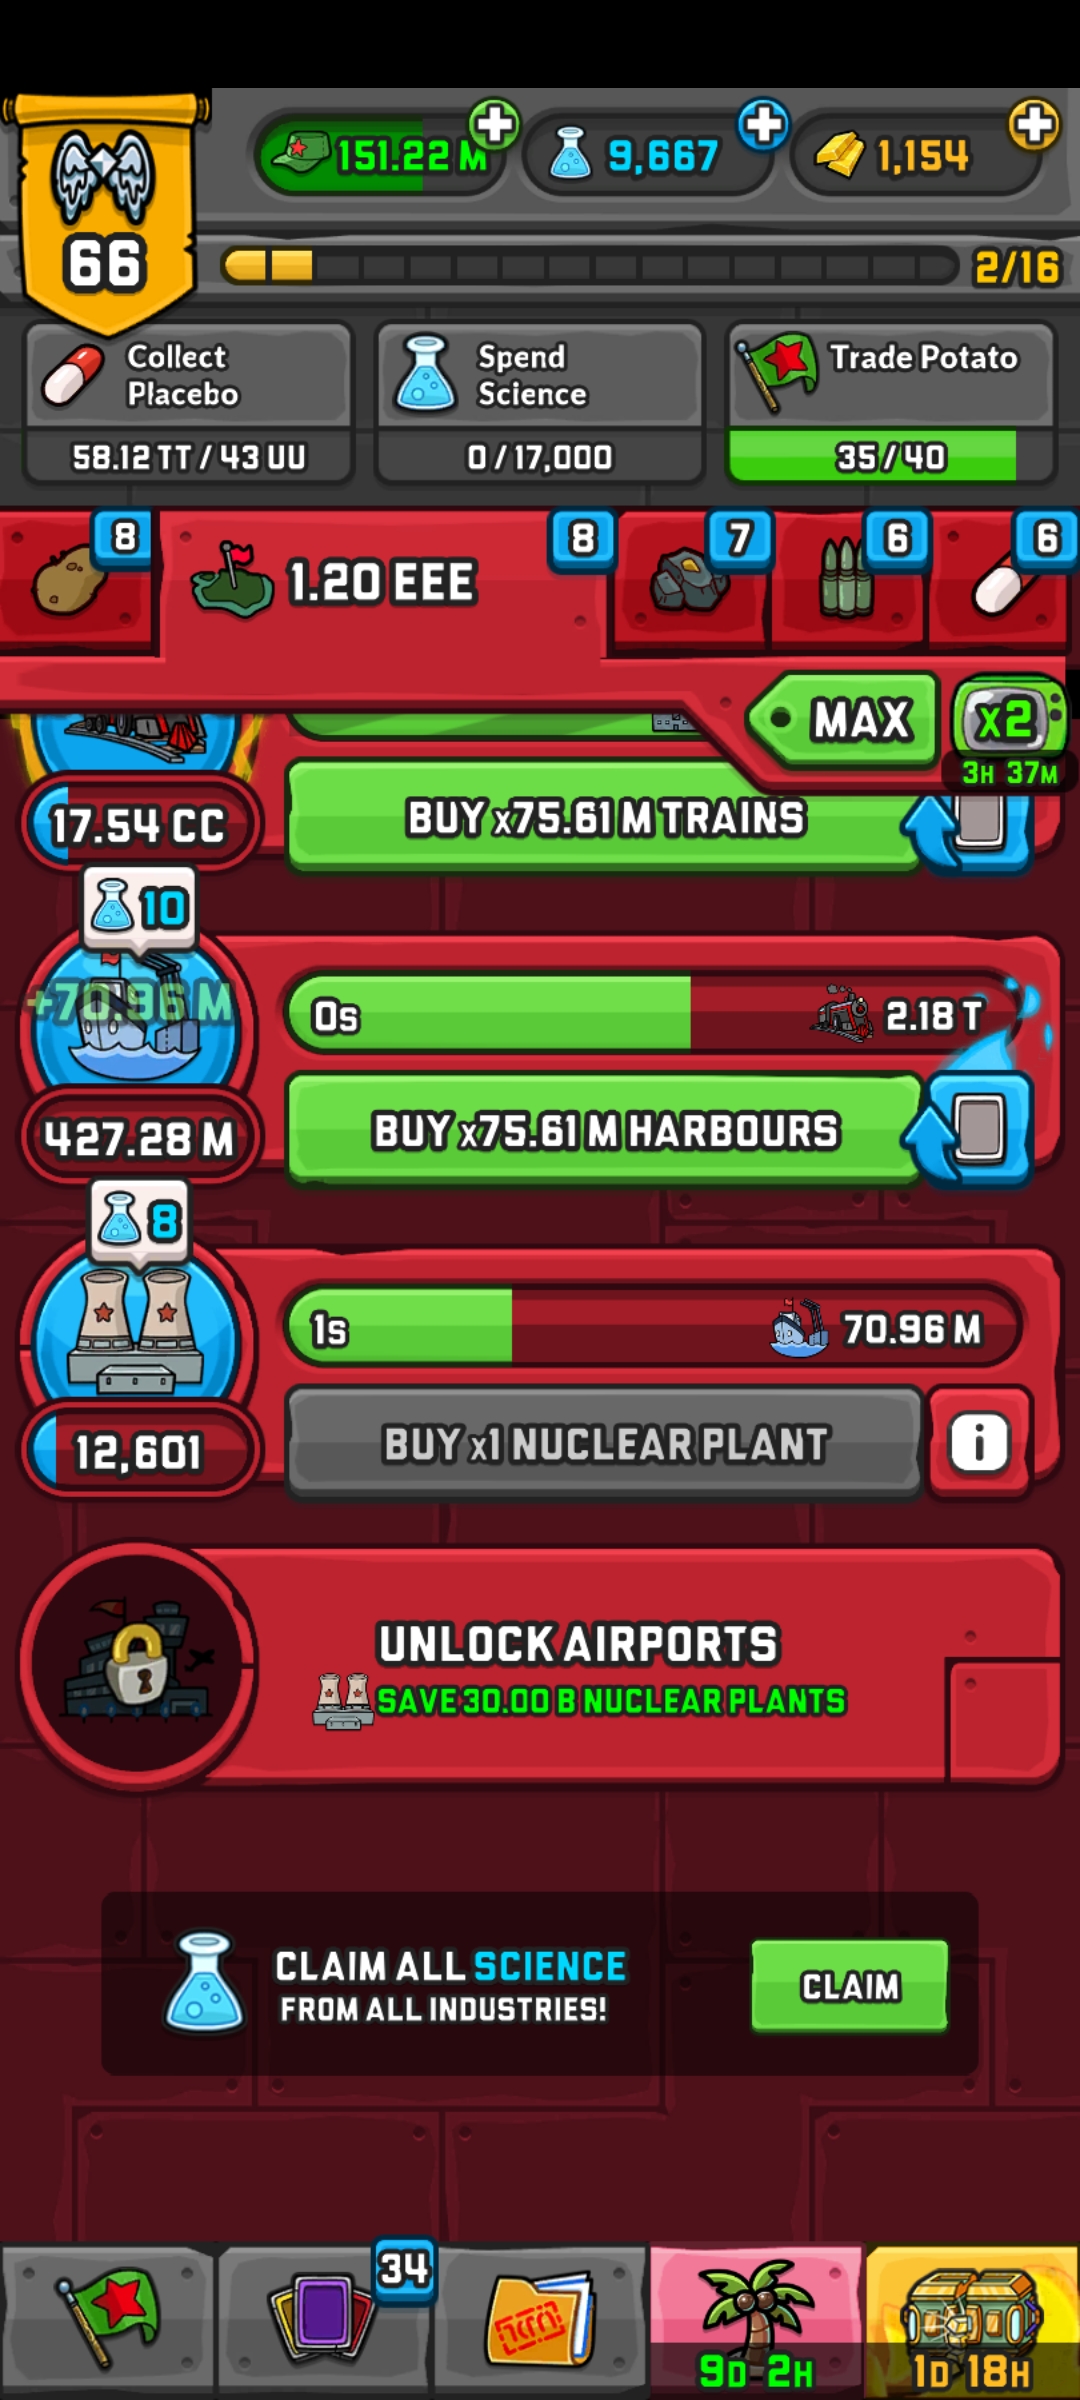 151.22 M
9,667
1,154
66
2/16
Collect
Placebo
58.12 TT / 43 UU
Spend
Science
0 / 17,000
Trade Potato
35 / 40
8
1.20 EEE
8
7
6
6
MAX
x2
3H 37M
17.54 CC
BUY x75.61 M TRAINS
10
+70.96 M
0s
2.18 T
427.28 M
BUY x75.61 M HARBOURS
8
1s
70.96 M
12,601
BUY x1 NUCLEAR PLANT
i
UNLOCK AIRPORTS
SAVE 30.00 B NUCLEAR PLANTS
CLAIM ALL SCIENCE
FROM ALL INDUSTRIES!
CLAIM
34
9D 2H
1D 18H